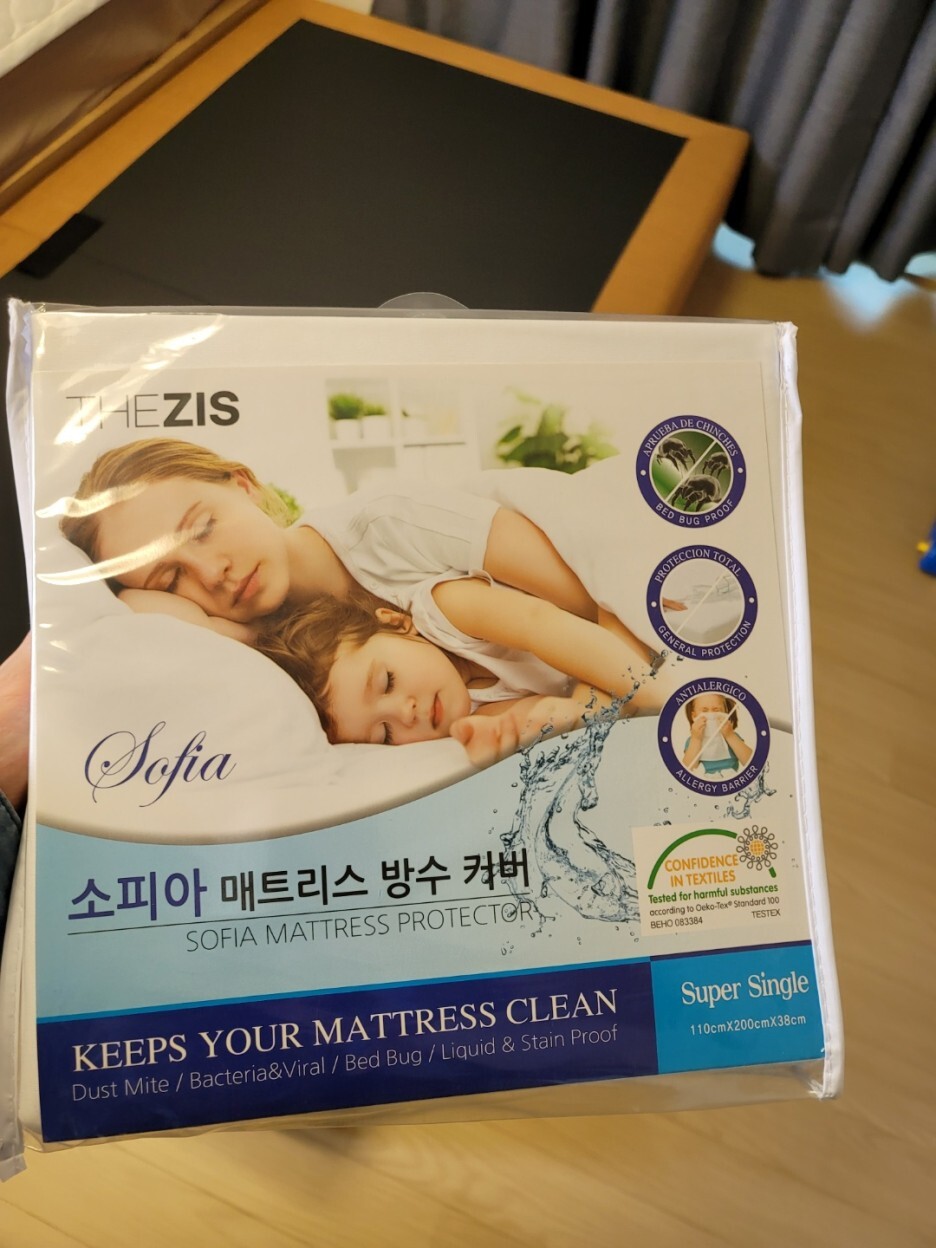 THEZIS
APRUEBA DE CHINCHES
BED BUG PROOF
PROTECCION TOTAL
GENERAL PROTECTION
ANTIALERGICO
ALLERGY BARRIER
Sofia
소피아 매트리스 방수 커버
SOFIA MATTRESS PROTECTOR
CONFIDENCE
IN TEXTILES
Tested for harmful substances
according to Oeko-Tex® Standard 100
BEHO 083384 TESTEX
KEEPS YOUR MATTRESS CLEAN
Dust Mite / Bacteria&Viral / Bed Bug / Liquid & Stain Proof
Super Single
110cmX200cmX38cm